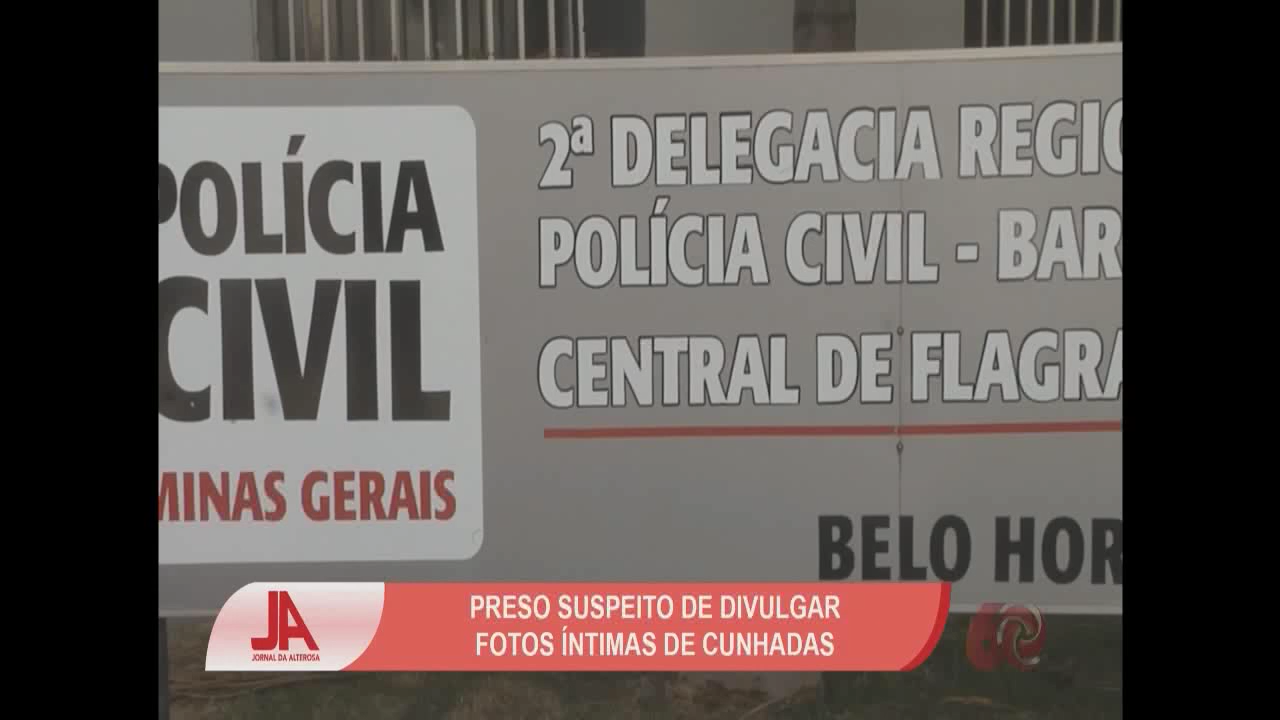 POLÍCIA
CIVIL
MINAS GERAIS
2ª DELEGACIA REGIO
POLÍCIA CIVIL - BAR
CENTRAL DE FLAGRA
BELO HOR
JA
JORNAL DA ALTEROSA
PRESO SUSPEITO DE DIVULGAR
FOTOS ÍNTIMAS DE CUNHADAS